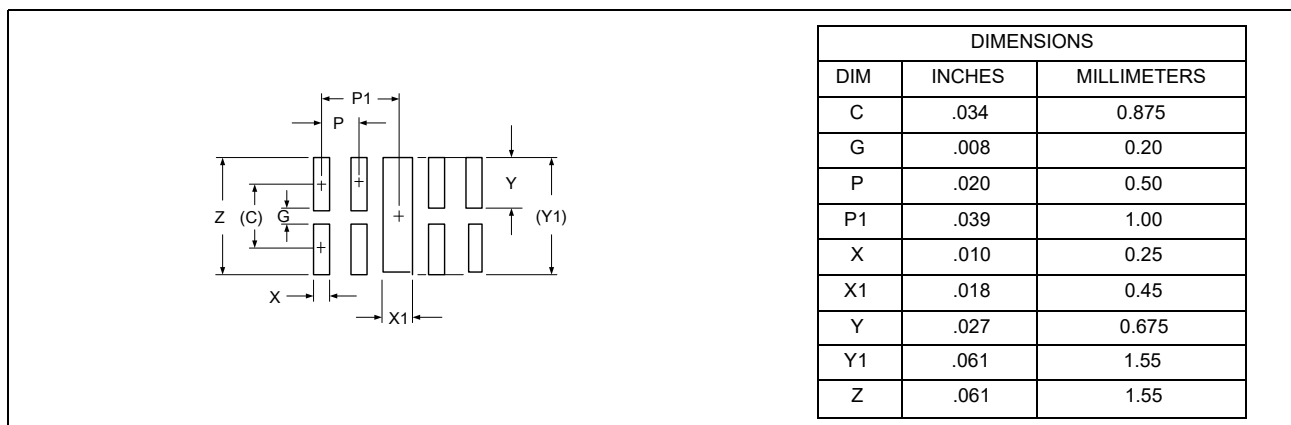 P1
P
Z (C) G Y (Y1)
X
X1
DIMENSIONS
DIM INCHES MILLIMETERS
C .034 0.875
G .008 0.20
P .020 0.50
P1 .039 1.00
X .010 0.25
X1 .018 0.45
Y .027 0.675
Y1 .061 1.55
Z .061 1.55